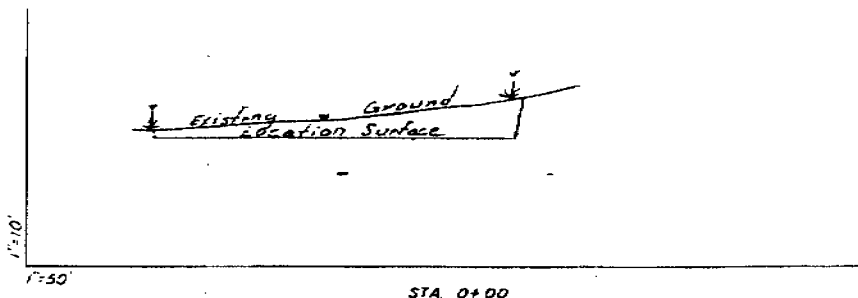 Existing Ground
Location Surface
1"=10'
1"=50'
STA. 0+00